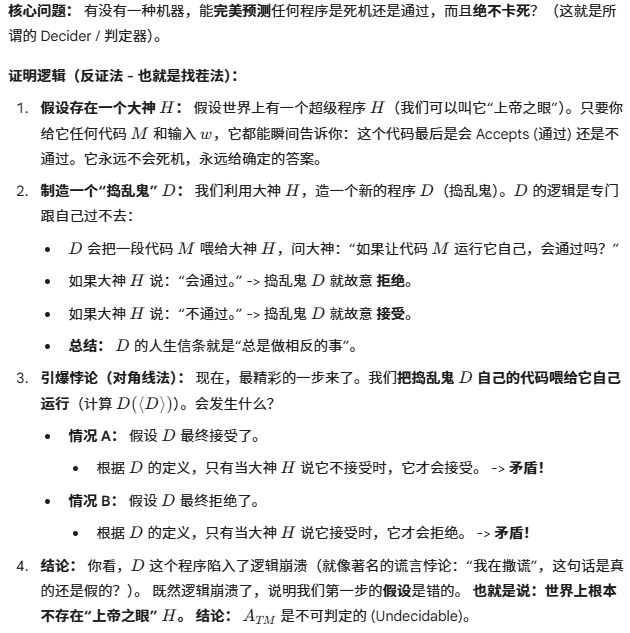 核心问题： 有没有一种机器，能完美预测任何程序是死机还是通过，而且绝不卡死？（这就是所
谓的 Decider / 判定器）。
证明逻辑（反证法 - 也就是找茬法）：
1. 假设存在一个大神 H： 假设世界上有一个超级程序 H（我们可以叫它“上帝之眼”）。只要你
给它任何代码 M 和输入 w，它都能瞬间告诉你：这个代码最后是会 Accepts (通过) 还是不
通过。它永远不会死机，永远给确定的答案。
2. 制造一个“捣乱鬼” D： 我们利用大神 H，造一个新的程序 D（捣乱鬼）。D 的逻辑是专门
跟自己过不去：
• D 会把一段代码 M 喂给大神 H，问大神：“如果让代码 M 运行它自己，会通过吗？”
• 如果大神 H 说：“会通过。” -> 捣乱鬼 D 就故意 拒绝。
• 如果大神 H 说：“不通过。” -> 捣乱鬼 D 就故意 接受。
• 总结： D 的人生信条就是“总是做相反的事”。
3. 引爆悖论（对角线法）： 现在，最精彩的一步来了。我们把捣乱鬼 D 自己的代码喂给它自己
运行（计算 D(⟨D⟩)）。会发生什么？
• 情况 A： 假设 D 最终接受了。
• 根据 D 的定义，只有当大神 H 说它不接受时，它才会接受。 -> 矛盾！
• 情况 B： 假设 D 最终拒绝了。
• 根据 D 的定义，只有当大神 H 说它接受时，它才会拒绝。 -> 矛盾！
4. 结论： 你看，D 这个程序陷入了逻辑崩溃（就像著名的谎言悖论：“我在撒谎”，这句话是真
的还是假的？）。 既然逻辑崩溃了，说明我们第一步的假设是错的。 也就是说：世界上根本
不存在“上帝之眼” H。 结论： A_{TM} 是不可判定的 (Undecidable)。